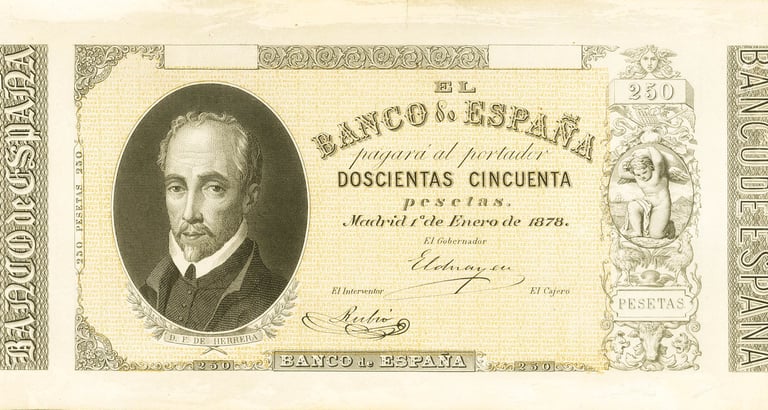 BANCO de ESPAÑA
250 PESETAS 250
D. F. DE HERRERA
EL
BANCO de ESPAÑA
pagará al portador
DOSCIENTAS CINCUENTA
pesetas.
Madrid 1º de Enero de 1878.
El Gobernador
Elduayen
El Interventor
El Cajero
Rubió
250
BANCO de ESPAÑA
250
250
PESETAS
BANCO DE ESPAÑA